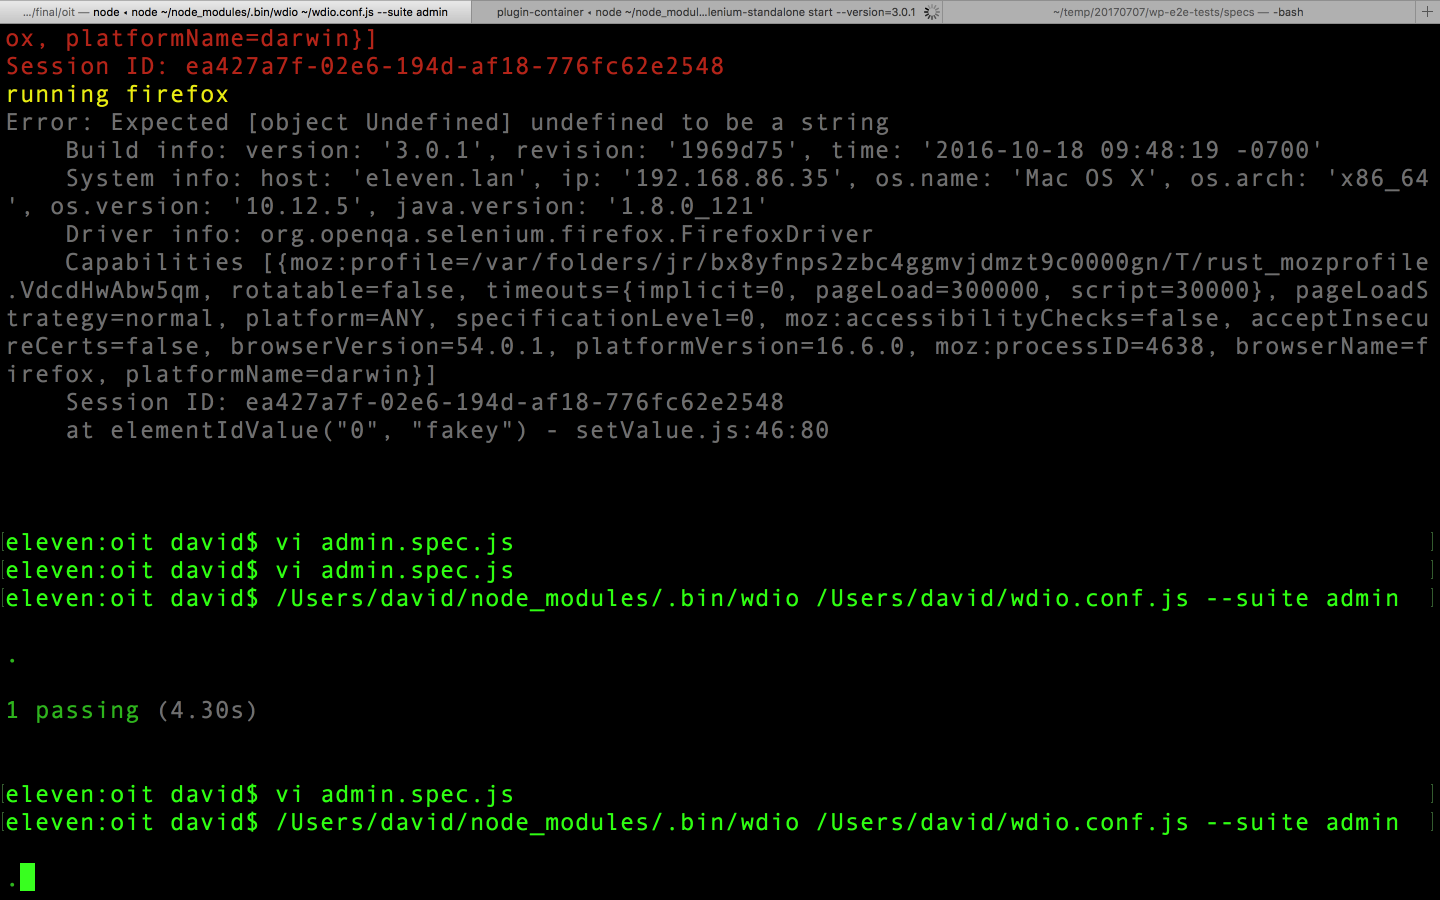 .../final/oit — node ◂ node ~/node_modules/.bin/wdio ~/wdio.conf.js --suite admin
plugin-container ◂ node ~/node_modul...lenium-standalone start --version=3.0.1
~/temp/20170707/wp-e2e-tests/specs — -bash
+
ox, platformName=darwin}]
Session ID: ea427a7f-02e6-194d-af18-776fc62e2548
running firefox
Error: Expected [object Undefined] undefined to be a string
Build info: version: '3.0.1', revision: '1969d75', time: '2016-10-18 09:48:19 -0700'
System info: host: 'eleven.lan', ip: '192.168.86.35', os.name: 'Mac OS X', os.arch: 'x86_64
', os.version: '10.12.5', java.version: '1.8.0_121'
Driver info: org.openqa.selenium.firefox.FirefoxDriver
Capabilities [{moz:profile=/var/folders/jr/bx8yfnps2zbc4ggmvjdmzt9c0000gn/T/rust_mozprofile
.VdcdHwAbw5qm, rotatable=false, timeouts={implicit=0, pageLoad=300000, script=30000}, pageLoadS
trategy=normal, platform=ANY, specificationLevel=0, moz:accessibilityChecks=false, acceptInsecu
reCerts=false, browserVersion=54.0.1, platformVersion=16.6.0, moz:processID=4638, browserName=f
irefox, platformName=darwin}]
Session ID: ea427a7f-02e6-194d-af18-776fc62e2548
at elementIdValue("0", "fakey") - setValue.js:46:80
[eleven:oit david$ vi admin.spec.js ]
[eleven:oit david$ vi admin.spec.js ]
[eleven:oit david$ /Users/david/node_modules/.bin/wdio /Users/david/wdio.conf.js --suite admin ]
.
1 passing (4.30s)
[eleven:oit david$ vi admin.spec.js ]
[eleven:oit david$ /Users/david/node_modules/.bin/wdio /Users/david/wdio.conf.js --suite admin ]
.